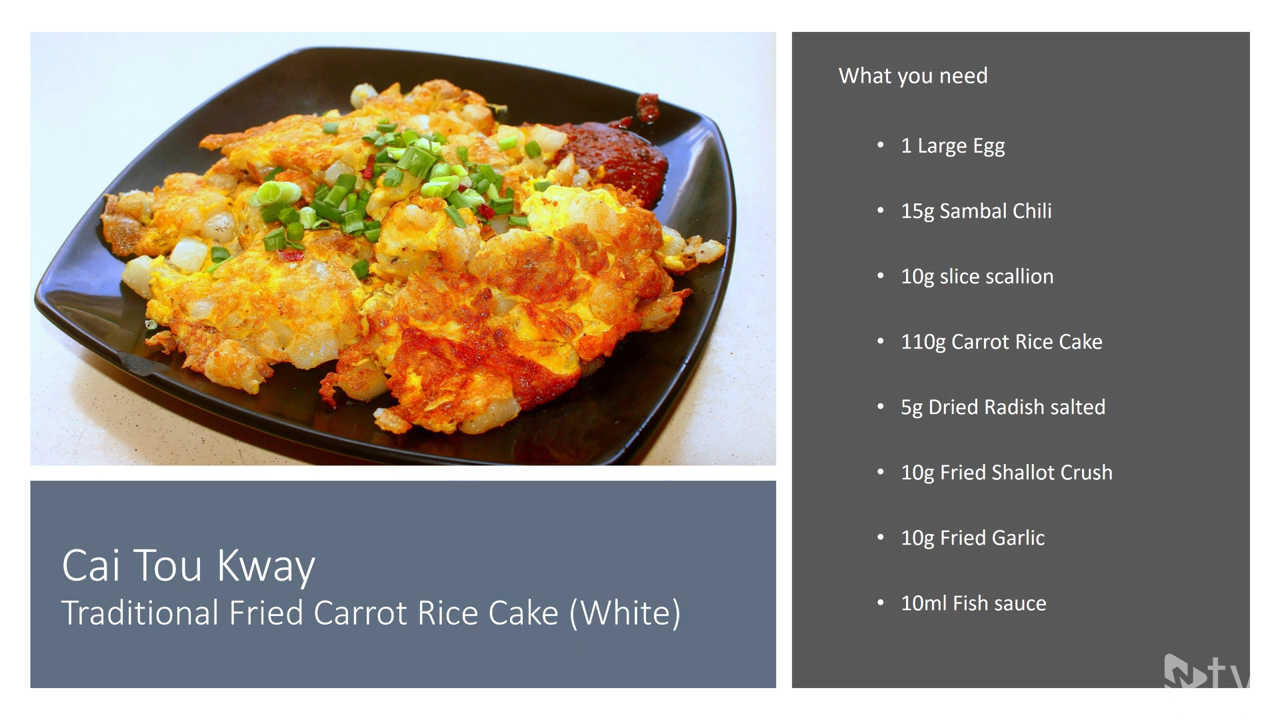 Cai Tou Kway
Traditional Fried Carrot Rice Cake (White)
What you need
• 1 Large Egg
• 15g Sambal Chili
• 10g slice scallion
• 110g Carrot Rice Cake
• 5g Dried Radish salted
• 10g Fried Shallot Crush
• 10g Fried Garlic
• 10ml Fish sauce
tv